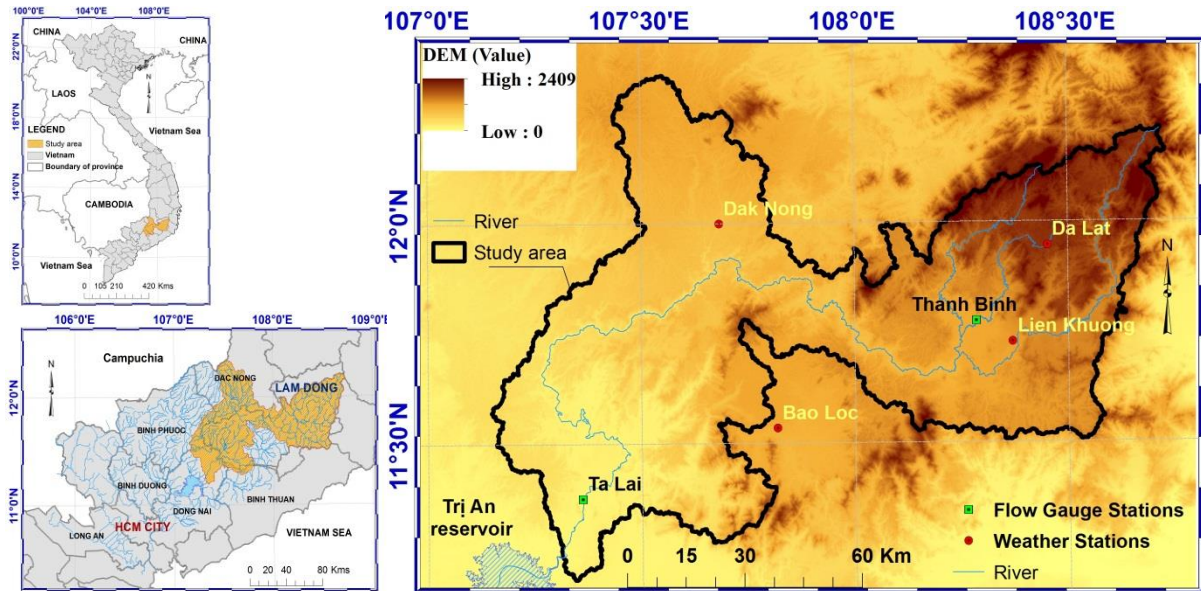 100°0'E 104°0'E 108°0'E
CHINA
CHINA
22°0'N
N
LAOS
18°0'N
LEGEND
Study area
Vietnam
Boundary of province
Vietnam Sea
14°0'N
CAMBODIA
10°0'N
Vietnam Sea
0 105 210 420 Kms
106°0'E 107°0'E 108°0'E 109°0'E
Campuchia
N
DAC NONG
LAM DONG
12°0'N
BINH PHUOC
BINH DUONG
BINH THUAN
11°0'N
DONG NAI
HCM CITY
LONG AN
VIETNAM SEA
0 20 40 80 Kms
107°0'E 107°30'E 108°0'E 108°30'E
DEM (Value)
High : 2409
Low : 0
12°0'N
Dak Nong
River
Study area
Da Lat
N
Thanh Binh
Lien Khuong
Bao Loc
11°30'N
Ta Lai
Trị An
reservoir
Flow Gauge Stations
Weather Stations
River
0 15 30 60 Km